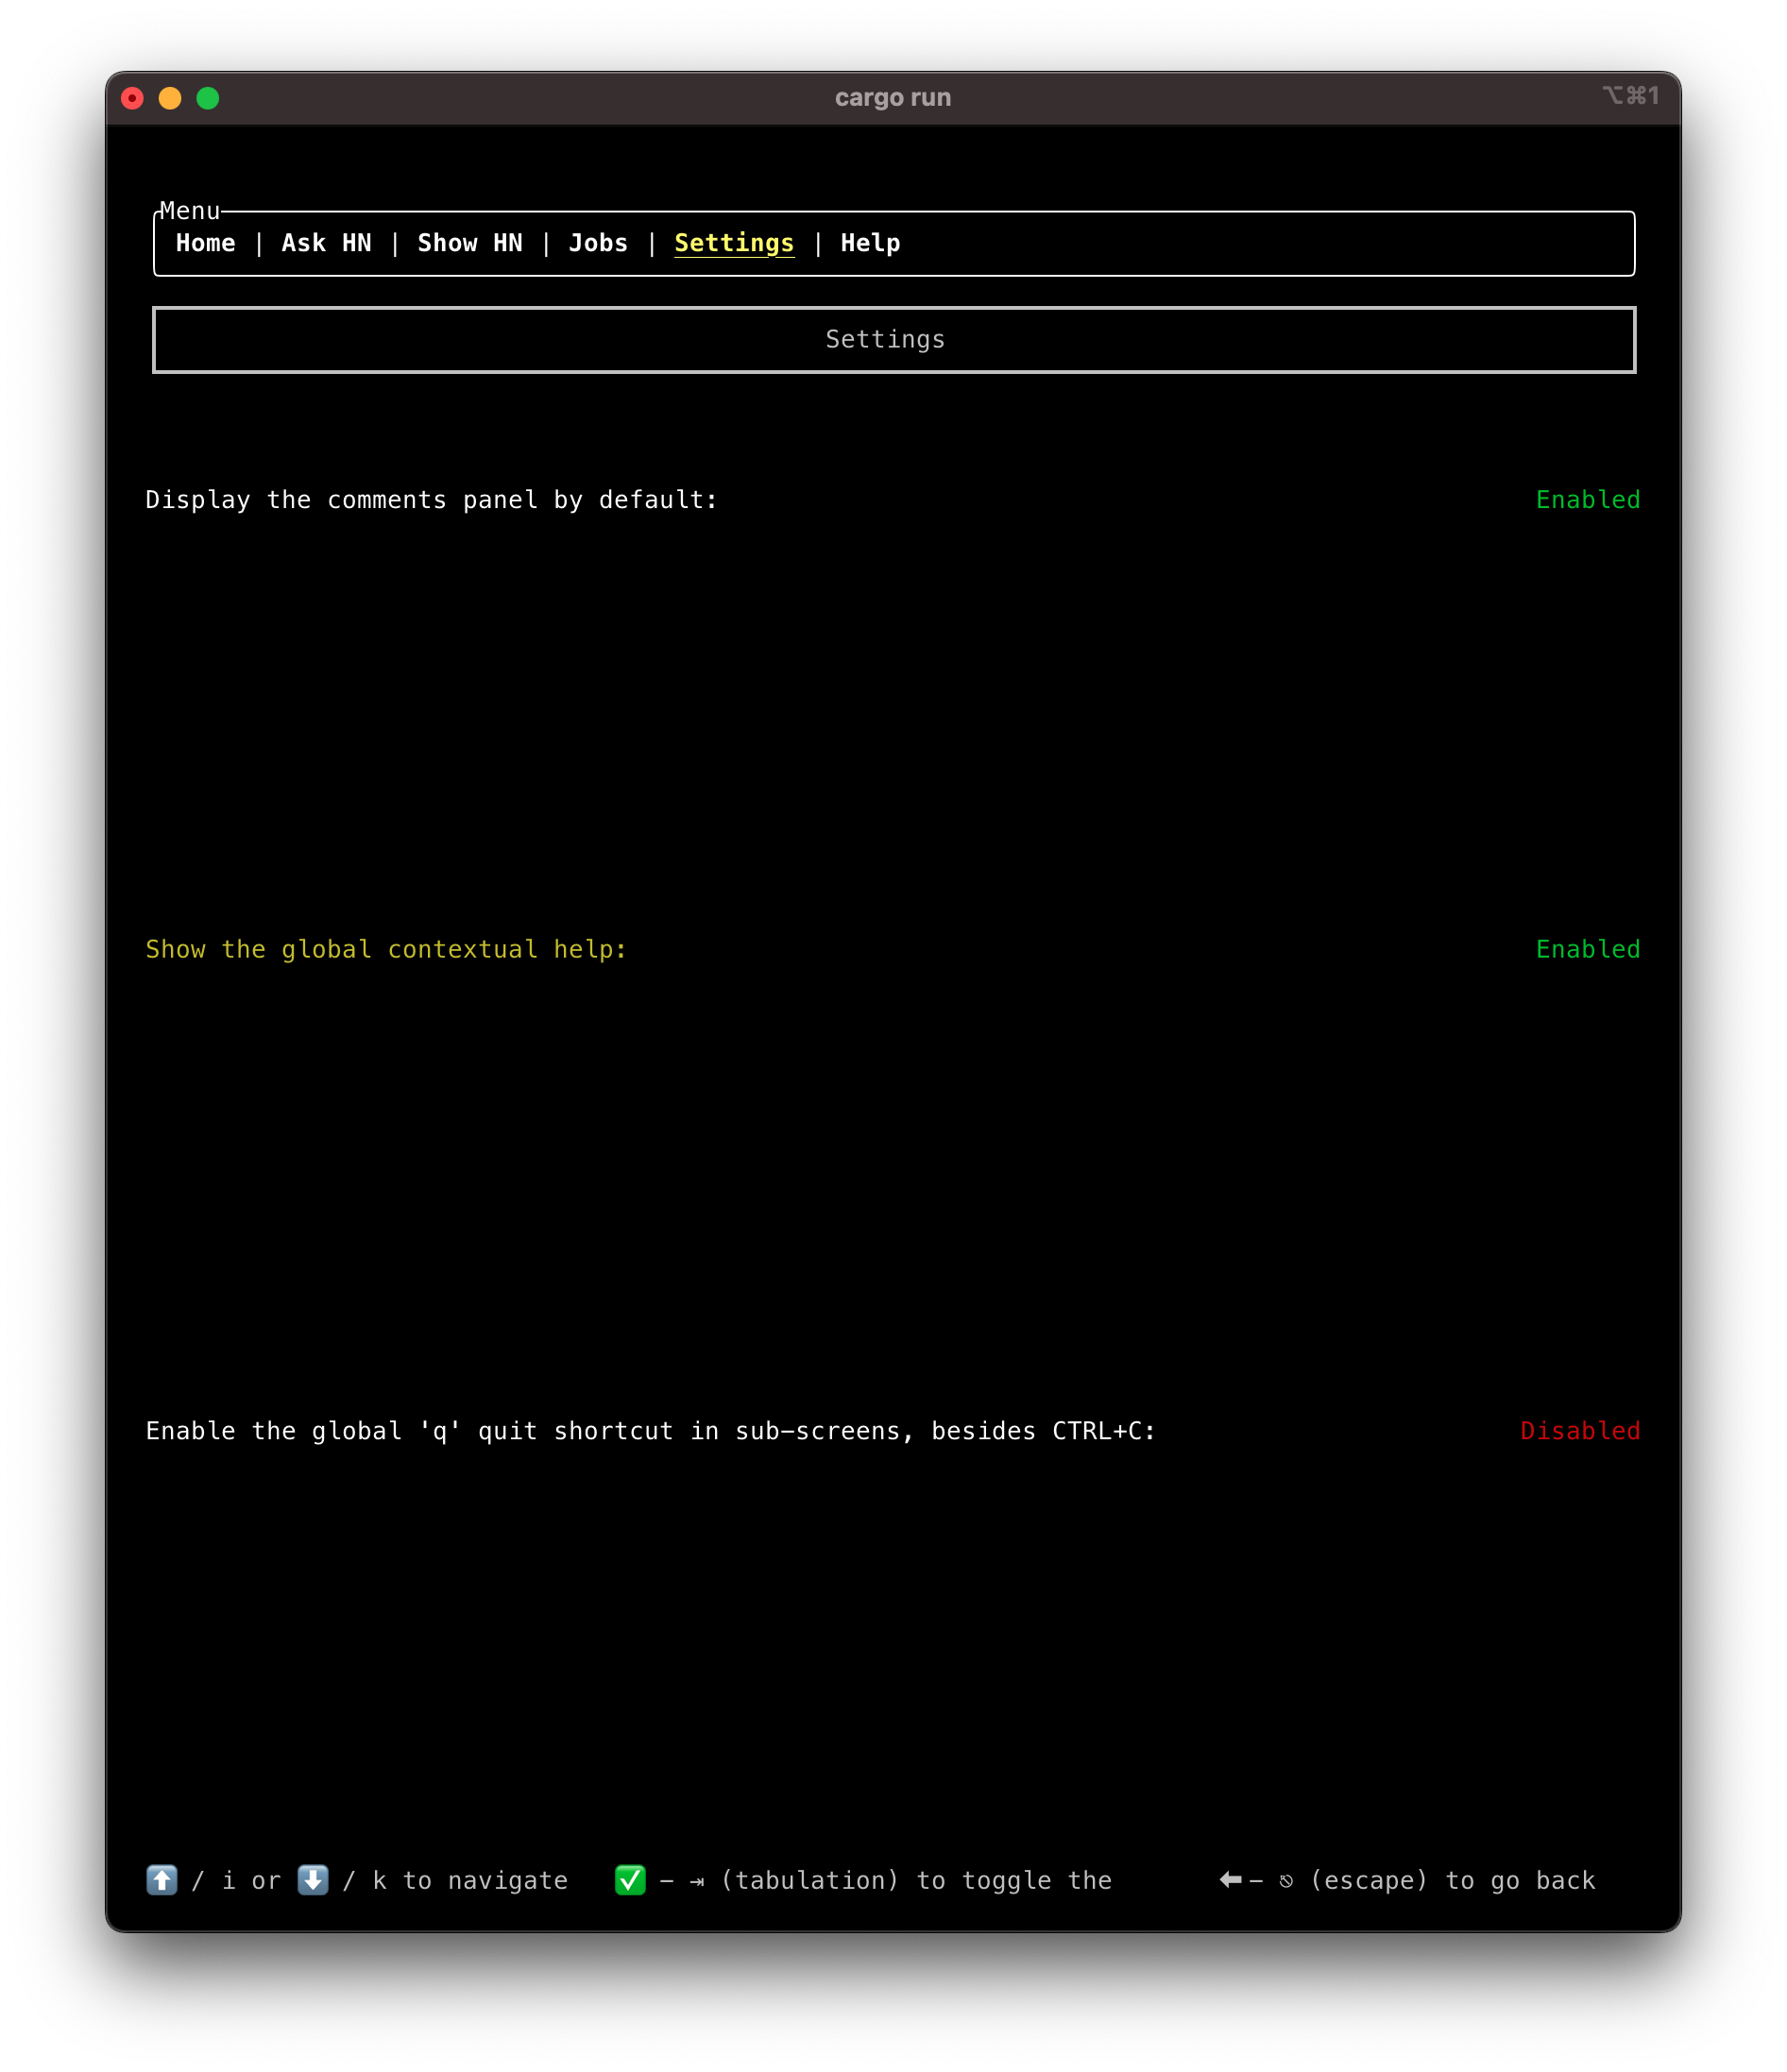 cargo run ⌥⌘1
Menu
Home | Ask HN | Show HN | Jobs | Settings | Help
Settings
Display the comments panel by default: Enabled
Show the global contextual help: Enabled
Enable the global 'q' quit shortcut in sub-screens, besides CTRL+C: Disabled
⬆️ / i or ⬇️ / k to navigate ✅ - ⇥ (tabulation) to toggle the ⬅ - ⎋ (escape) to go back